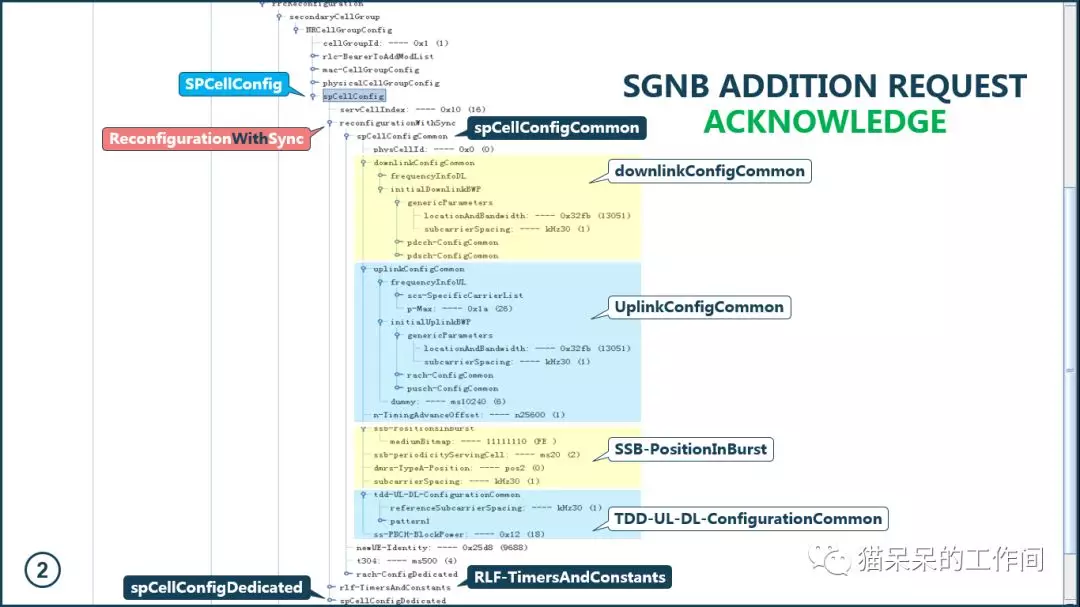 rrcReconfiguration
secondaryCellGroup
NRCellGroupConfig
cellGroupId: ---- 0x1 (1)
rlc-BearerToAddModList
mac-CellGroupConfig
physicalCellGroupConfig
SPCellConfig
spCellConfig
SGNB ADDITION REQUEST
ACKNOWLEDGE
servCellIndex: ---- 0x10 (16)
reconfigurationWithSync
ReconfigurationWithSync
spCellConfigCommon
spCellConfigCommon
physCellId: ---- 0x0 (0)
downlinkConfigCommon
downlinkConfigCommon
frequencyInfoDL
initialDownlinkBWP
genericParameters
locationAndBandwidth: ---- 0x32fb (13051)
subcarrierSpacing: ---- kHz30 (1)
pdcch-ConfigCommon
pdsch-ConfigCommon
uplinkConfigCommon
frequencyInfoUL
scs-SpecificCarrierList
p-Max: ---- 0x1a (26)
UplinkConfigCommon
initialUplinkBWP
genericParameters
locationAndBandwidth: ---- 0x32fb (13051)
subcarrierSpacing: ---- kHz30 (1)
rach-ConfigCommon
pusch-ConfigCommon
dummy: ---- ms10240 (6)
n-TimingAdvanceOffset: ---- n25600 (1)
ssb-PositionsInBurst
mediumBitmap: ---- 11111110 (FE )
SSB-PositionInBurst
ssb-periodicityServingCell: ---- ms20 (2)
dmrs-TypeA-Position: ---- pos2 (0)
subcarrierSpacing: ---- kHz30 (1)
tdd-UL-DL-ConfigurationCommon
referenceSubcarrierSpacing: ---- kHz30 (1)
pattern1
TDD-UL-DL-ConfigurationCommon
ss-PBCH-BlockPower: ---- 0x12 (18)
newUE-Identity: ---- 0x25d8 (9688)
t304: ---- ms500 (4)
rach-ConfigDedicated
RLF-TimersAndConstants
rlf-TimersAndConstants
spCellConfigDedicated
spCellConfigDedicated
2
猫呆呆的工作间